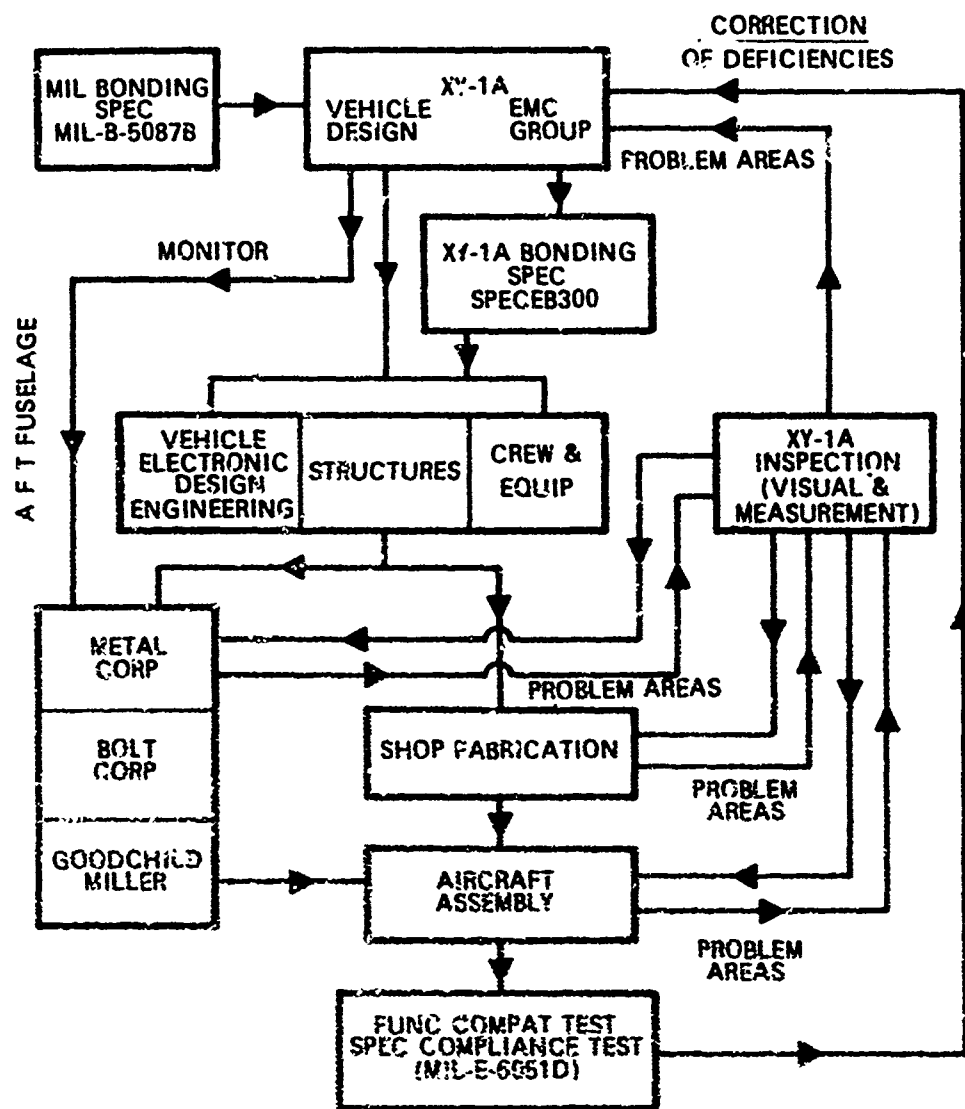 CORRECTION
OF DEFICIENCIES
MIL BONDING
SPEC
MIL-B-5087B
XY-1A
VEHICLE
DESIGN
EMC
GROUP
PROBLEM AREAS
MONITOR
XY-1A BONDING
SPEC
SPECEB300
AFT FUSELAGE
VEHICLE
ELECTRONIC
DESIGN
ENGINEERING
STRUCTURES
CREW &
EQUIP
XY-1A
INSPECTION
(VISUAL &
MEASUREMENT)
METAL
CORP
PROBLEM AREAS
BOLT
CORP
SHOP FABRICATION
PROBLEM
AREAS
GOODCHILD
MILLER
AIRCRAFT
ASSEMBLY
PROBLEM
AREAS
FUNC COMPAT TEST
SPEC COMPLIANCE TEST
(MIL-E-6051D)